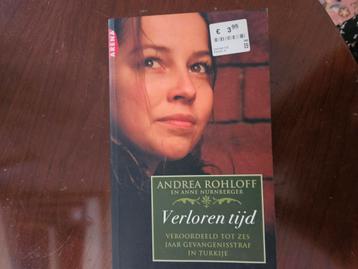 ARENA
€ 3,95
ANDREA ROHLOFF
EN ANNE NÜRNBERGER
Verloren tijd
VEROORDEELD TOT ZES
JAAR GEVANGENISSTRAF
IN TURKIJE